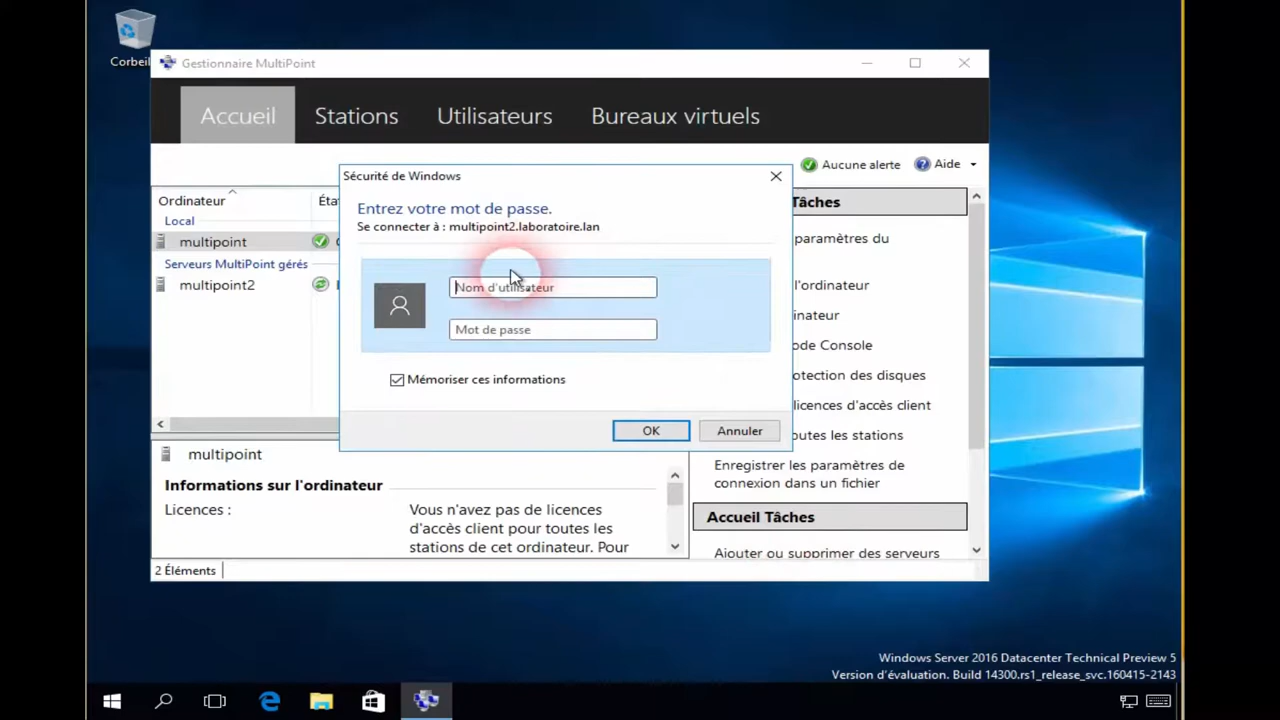 Corbeil
Gestionnaire MultiPoint
Accueil
Stations
Utilisateurs
Bureaux virtuels
Aucune alerte
Aide
Ordinateur
Éta
Local
multipoint
Serveurs MultiPoint gérés
multipoint2
Sécurité de Windows
Entrez votre mot de passe.
Se connecter à : multipoint2.laboratoire.lan
Nom d'utilisateur
Mot de passe
Mémoriser ces informations
OK
Annuler
Tâches
paramètres du
l'ordinateur
inateur
ode Console
otection des disques
licences d'accès client
outes les stations
Enregistrer les paramètres de
connexion dans un fichier
Accueil Tâches
Ajouter ou supprimer des serveurs
multipoint
Informations sur l'ordinateur
Licences :
Vous n'avez pas de licences
d'accès client pour toutes les
stations de cet ordinateur. Pour
2 Éléments
Windows Server 2016 Datacenter Technical Preview 5
Version d'évaluation. Build 14300.rs1_release_svc.160415-2143